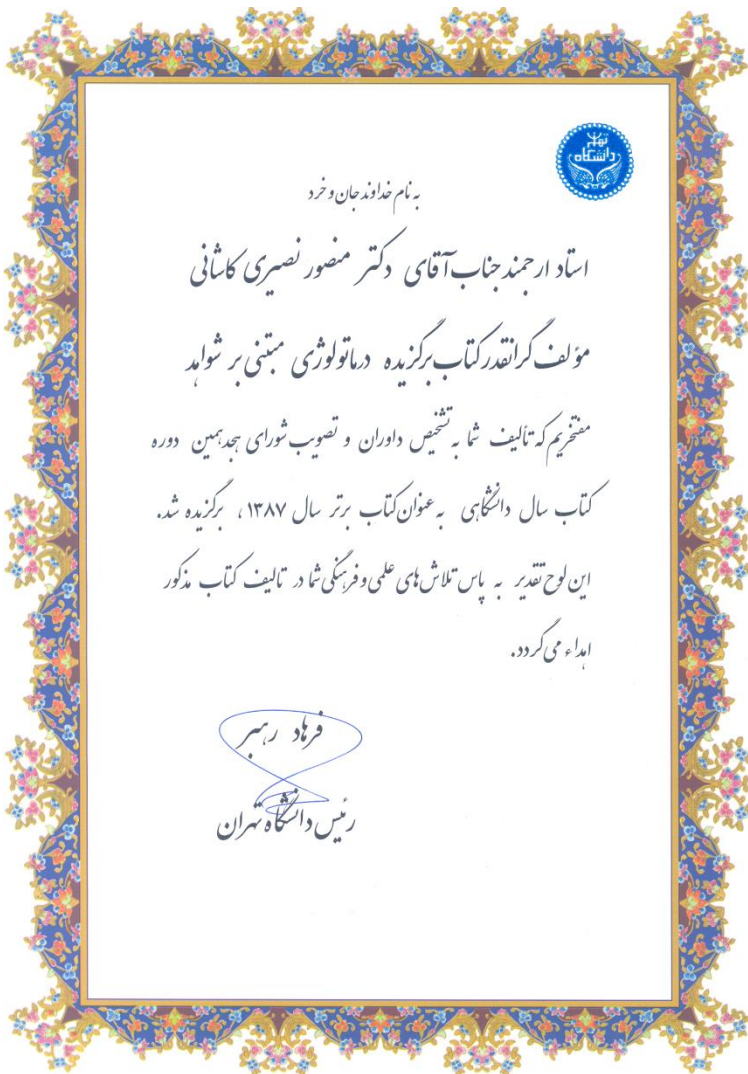 دانشگاه تهران
به نام خداوند جان و خرد
استاد ارجمند جناب آقای دکتر منصور نصیری کاشانی
مؤلف گرانقدر کتاب برگزیده درماتولوژی مبتنی بر شواهد
مفتخریم که تألیف شما به تشخیص داوران و تصویب شورای هجدهمین دوره
کتاب سال دانشگاهی به عنوان کتاب برتر سال ۱۳۸۷، برگزیده شد.
این لوح تقدیر به پاس تلاش های علمی و فرهنگی شما در تالیف کتاب مذکور
اهداء می گردد.
فرهاد رهبر
رئیس دانشگاه تهران